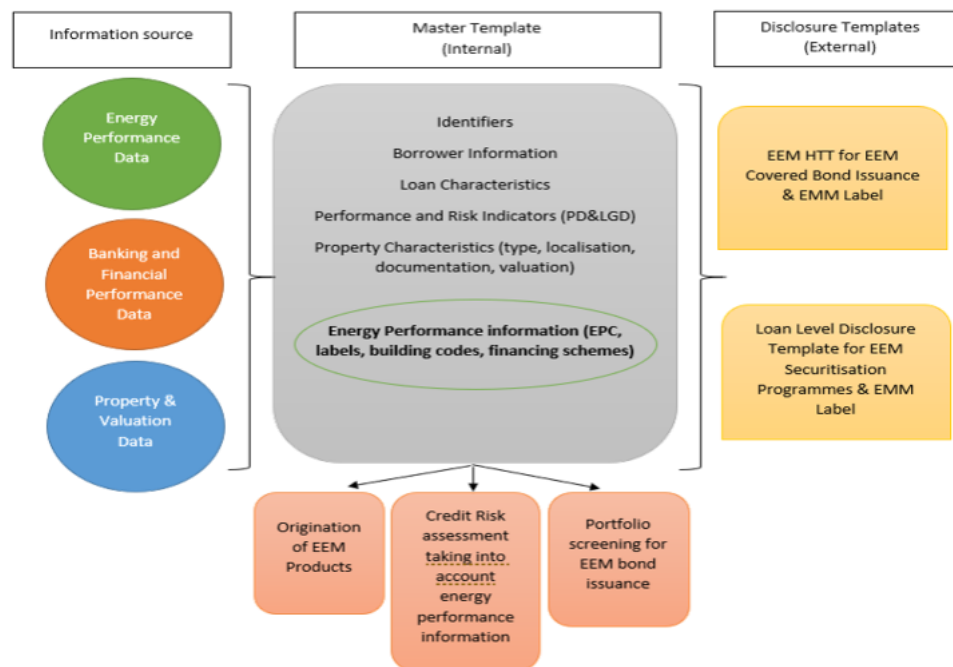 Information source
Master Template
(Internal)
Disclosure Templates
(External)
Energy
Performance
Data
Banking and
Financial
Performance
Data
Property &
Valuation
Data
Identifiers
Borrower Information
Loan Characteristics
Performance and Risk Indicators (PD&LGD)
Property Characteristics (type, localisation,
documentation, valuation)
Energy Performance information (EPC,
labels, building codes, financing schemes)
EEM HTT for EEM
Covered Bond Issuance
& EMM Label
Loan Level Disclosure
Template for EEM
Securitisation
Programmes & EMM
Label
Origination
of EEM
Products
Credit Risk
assessment
taking into
account
energy
performance
information
Portfolio
screening for
EEM bond
issuance